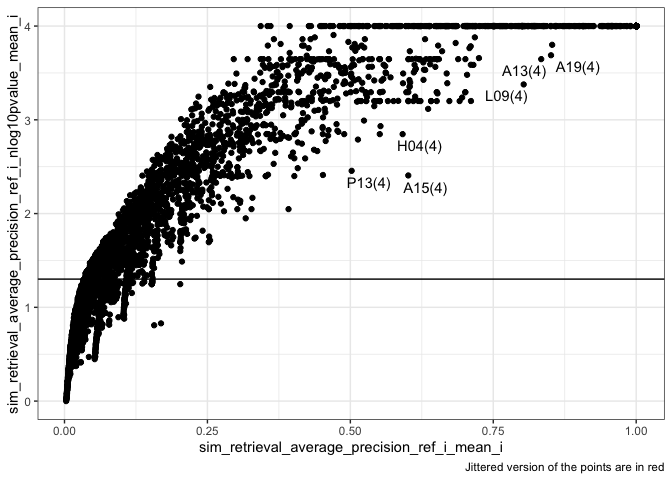 sim_retrieval_average_precision_ref_i_nlog10pvalue_mean_i
4
3
2
1
0
A13(4)
A19(4)
L09(4)
H04(4)
P13(4)
A15(4)
0.00
0.25
0.50
0.75
1.00
sim_retrieval_average_precision_ref_i_mean_i
Jittered version of the points are in red